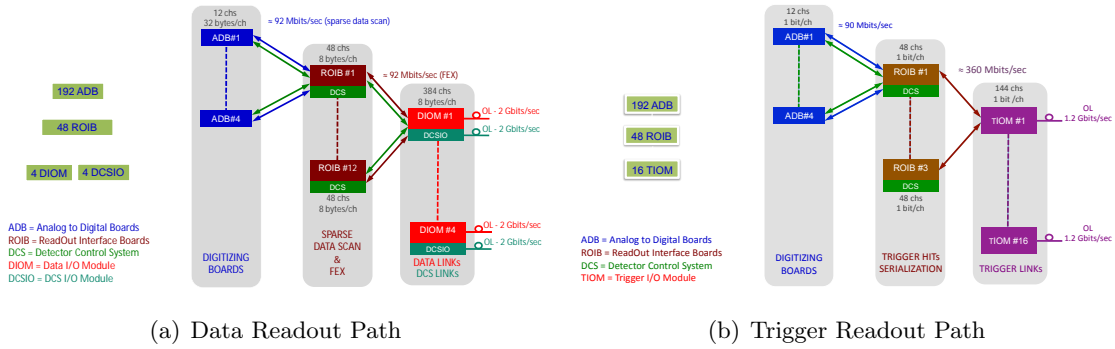 12 chs
32 bytes/ch
≈ 92 Mbits/sec (sparse data scan)
ADB#1
ADB#4
DIGITIZING
BOARDS
48 chs
8 bytes/ch
ROIB #1
DCS
ROIB #12
DCS
48 chs
8 bytes/ch
SPARSE
DATA SCAN
&
FEX
≈ 92 Mbits/sec (FEX)
384 chs
8 bytes/ch
DIOM #1
DCSIO
OL - 2 Gbits/sec
OL - 2 Gbits/sec
DIOM #4
DCSIO
OL - 2 Gbits/sec
OL - 2 Gbits/sec
DATA LINKS
DCS LINKS
192 ADB
48 ROIB
4 DIOM
4 DCSIO
ADB = Analog to Digital Boards
ROIB = ReadOut Interface Boards
DCS = Detector Control System
DIOM = Data I/O Module
DCSIO = DCS I/O Module
(a) Data Readout Path
12 chs
1 bit/ch
≈ 90 Mbits/sec
ADB#1
ADB#4
DIGITIZING
BOARDS
48 chs
1 bit/ch
ROIB #1
DCS
ROIB #3
DCS
48 chs
1 bit/ch
TRIGGER HITs
SERIALIZATION
≈ 360 Mbits/sec
144 chs
1 bit /ch
TIOM #1
OL
1.2 Gbits/sec
TIOM #16
OL
1.2 Gbits/sec
TRIGGER LINKs
192 ADB
48 ROIB
16 TIOM
ADB = Analog to Digital Boards
ROIB = ReadOut Interface Boards
DCS = Detector Control System
TIOM = Trigger I/O Module
(b) Trigger Readout Path